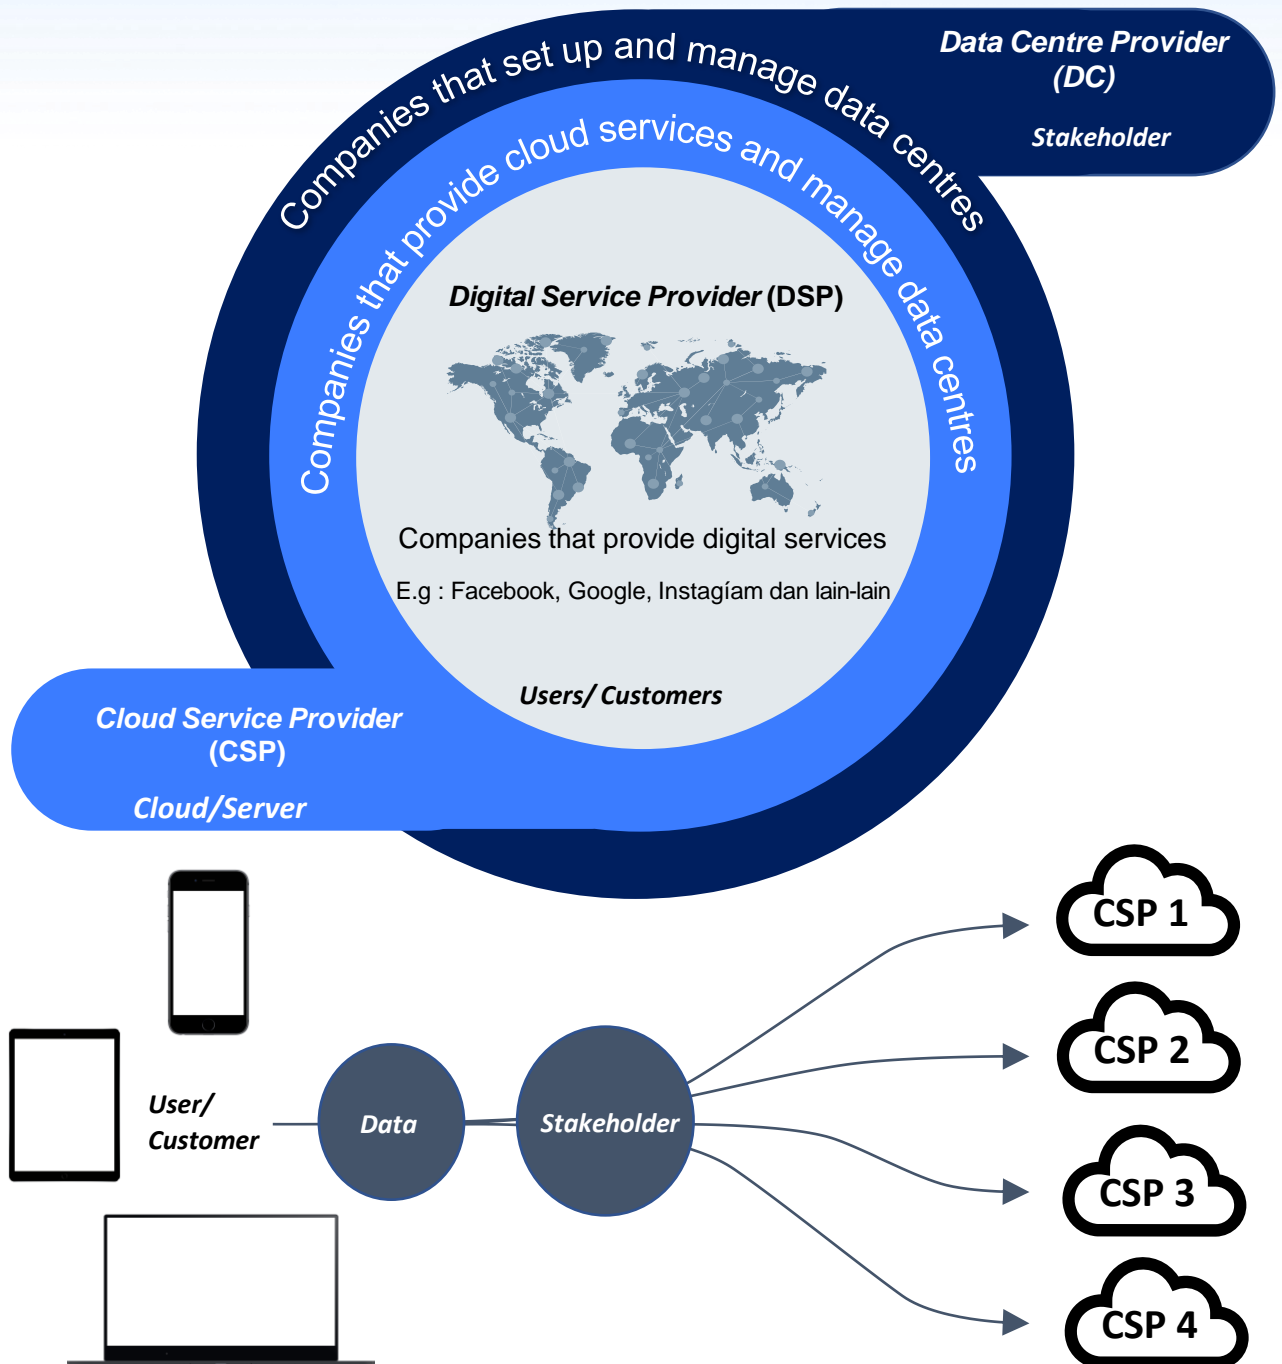 Companies that set up and manage data centres
Data Centre Provider
(DC)
Stakeholder
Companies that provide cloud services and manage data centres
Digital Service Provider (DSP)
Companies that provide digital services
E.g : Facebook, Google, Instagíam dan lain-lain
Users/ Customers
Cloud Service Provider
(CSP)
Cloud/Server
User/
Customer
Data
Stakeholder
CSP 1
CSP 2
CSP 3
CSP 4